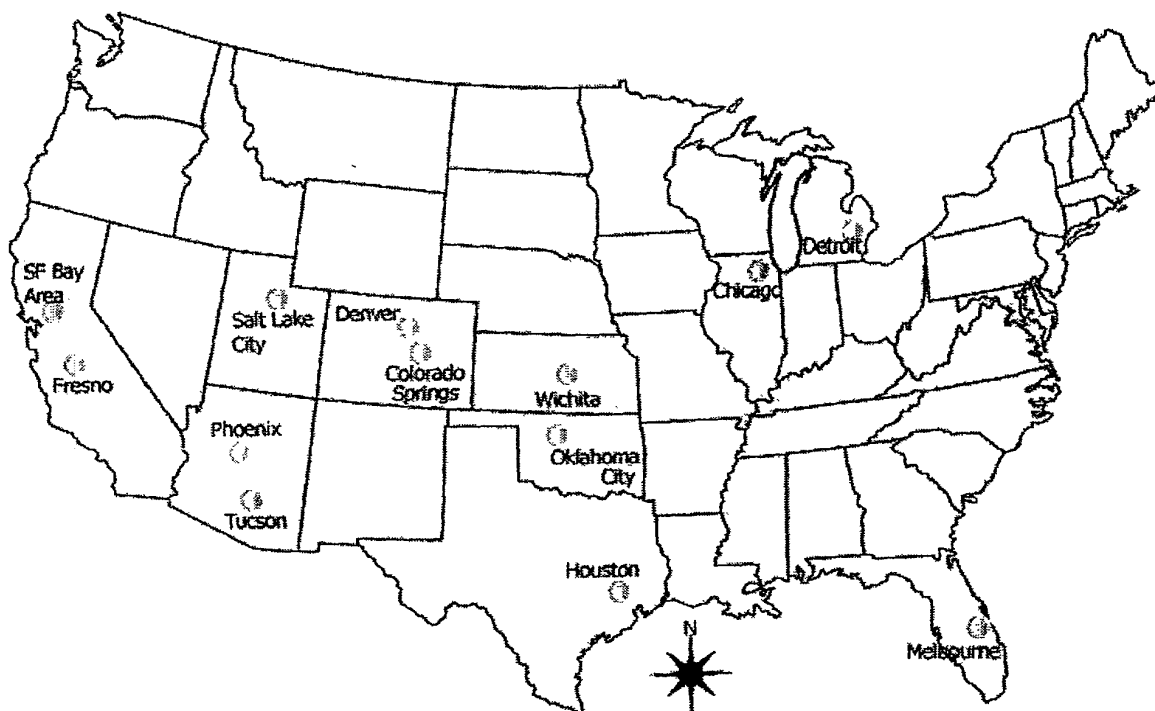 SF Bay
Area
Fresno
Salt Lake
City
Denver
Colorado
Springs
Wichita
Oklahoma
City
Phoenix
Tucson
Houston
Chicago
Detroit
Melbourne
N